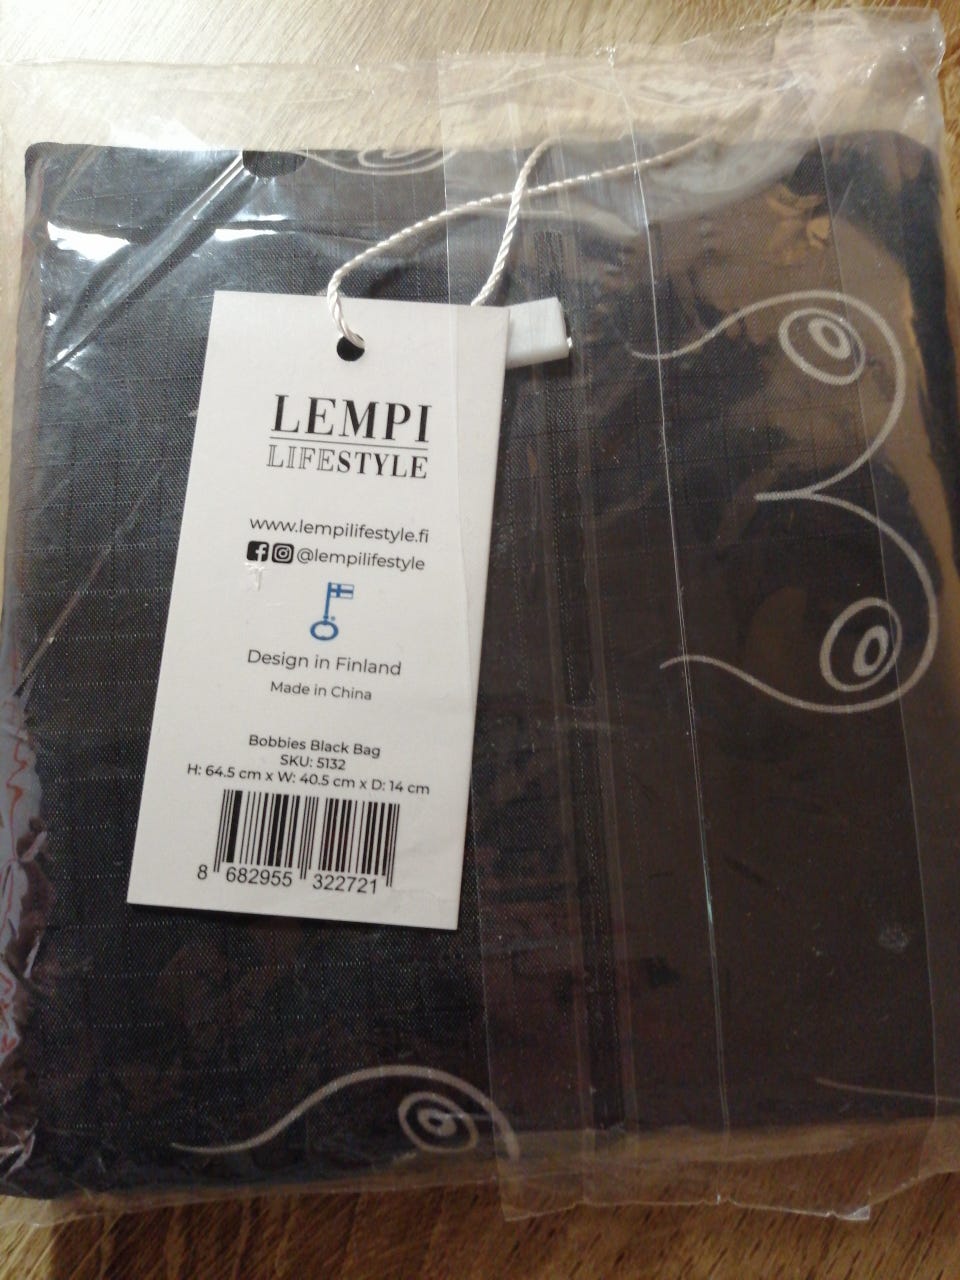 LEMPI
LIFESTYLE
www.lempilifestyle.fi
@lempilifestyle
Design in Finland
Made in China
Bobbies Black Bag
SKU: 5132
H: 64.5 cm x W: 40.5 cm x D: 14 cm
8 682955 322721